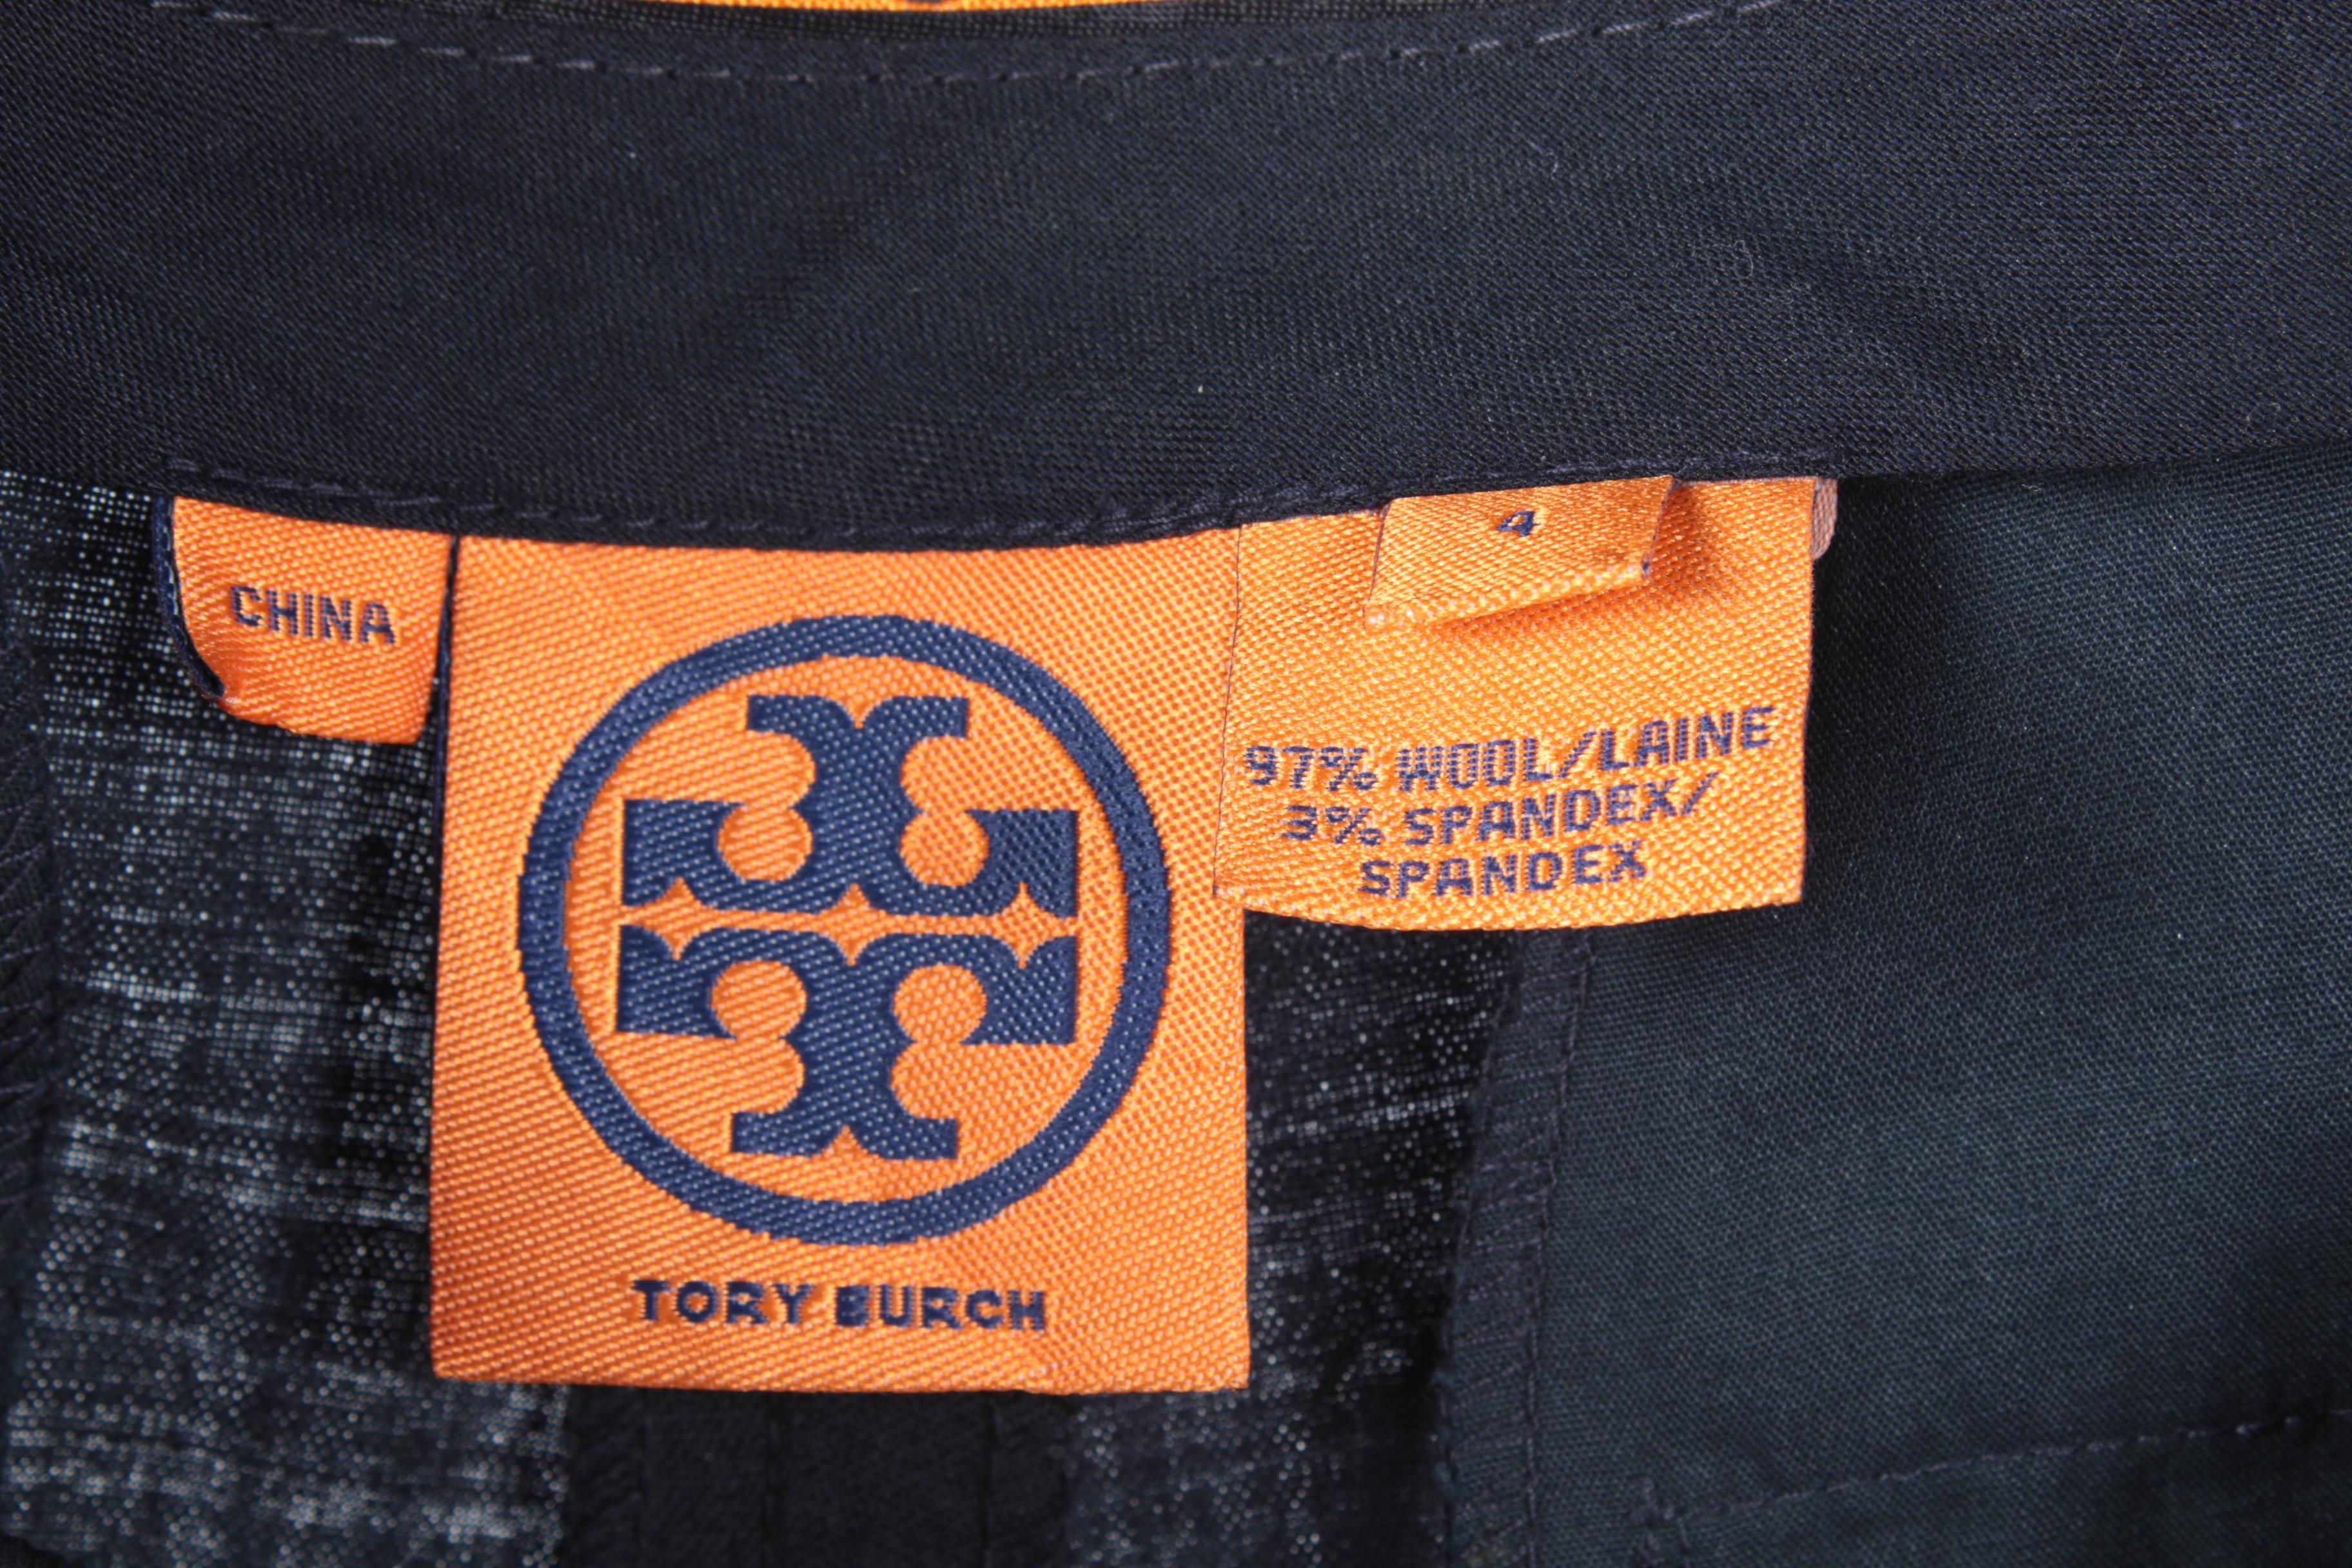 CHINA
TORY BURCH
4
97% WOOL/LAINE
3% SPANDEX/
SPANDEX